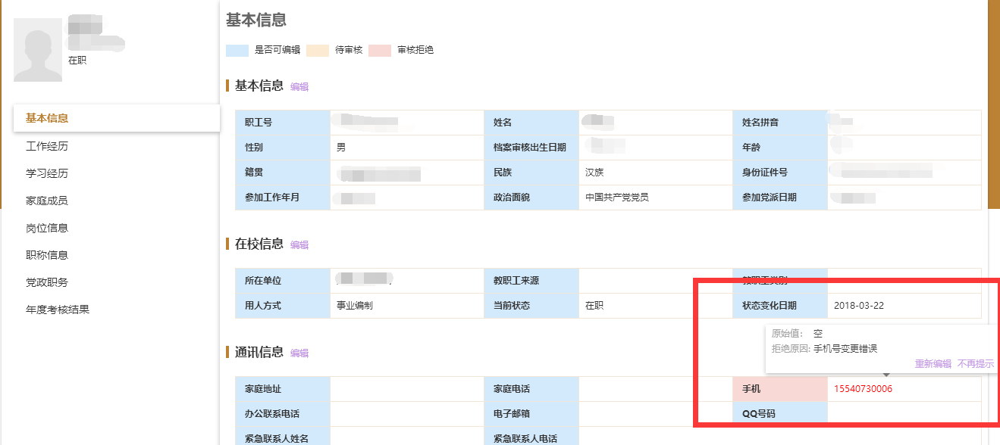 在职
基本信息
工作经历
学习经历
家庭成员
岗位信息
职称信息
党政职务
年度考核结果
基本信息
是否可编辑 待审核 审核拒绝
基本信息 编辑
职工号 姓名 姓名拼音
性别 男 档案审核出生日期 年龄
籍贯 民族 汉族 身份证件号
参加工作年月 政治面貌 中国共产党党员 参加党派日期
在校信息 编辑
所在单位 教职工来源 教职工类别
用人方式 事业编制 当前状态 在职 状态变化日期 2018-03-22
原始值: 空
拒绝原因: 手机号变更错误
重新编辑 不再提示
通讯信息 编辑
家庭地址 家庭电话 手机 15540730006
办公联系电话 电子邮箱 QQ号码
紧急联系人姓名 紧急联系人电话